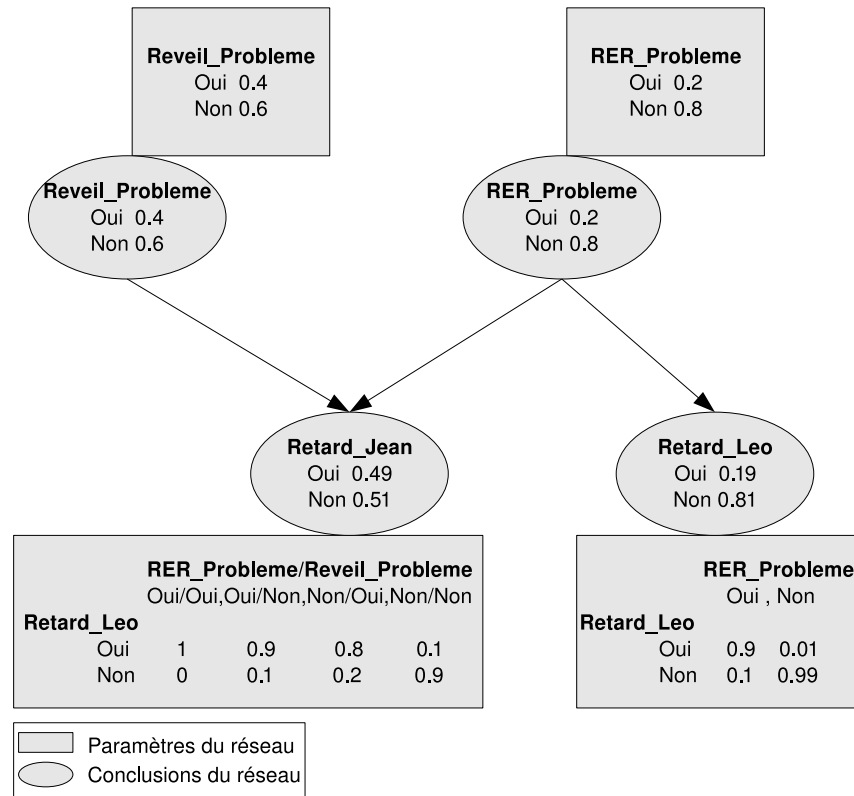 Reveil_Probleme
Oui 0.4
Non 0.6
RER_Probleme
Oui 0.2
Non 0.8
Reveil_Probleme
Oui 0.4
Non 0.6
RER_Probleme
Oui 0.2
Non 0.8
Retard_Jean
Oui 0.49
Non 0.51
Retard_Leo
Oui 0.19
Non 0.81
RER_Probleme/Reveil_Probleme
Oui/Oui,Oui/Non,Non/Oui,Non/Non
Retard_Leo
Oui 1 0.9 0.8 0.1
Non 0 0.1 0.2 0.9
RER_Probleme
Oui , Non
Retard_Leo
Oui 0.9 0.01
Non 0.1 0.99
Paramètres du réseau
Conclusions du réseau